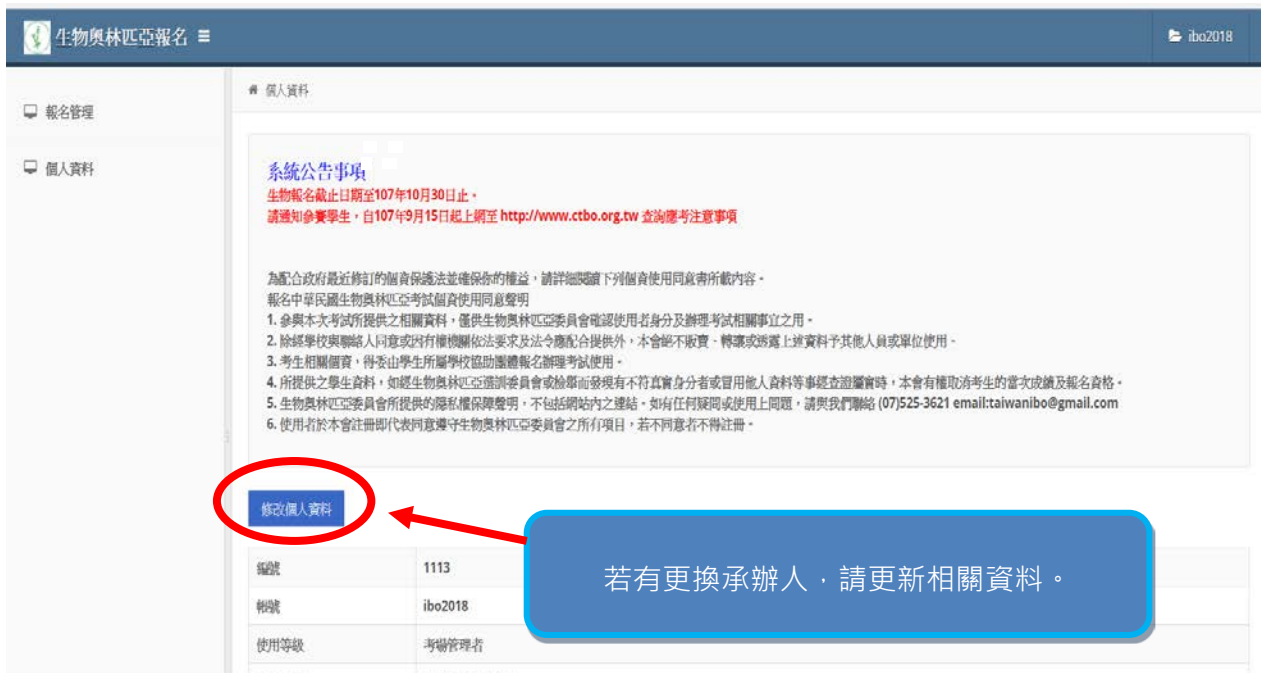 生物奧林匹亞報名
ibo2018
報名管理
個人資料
個人資料
系統公告事項
生物報名截止日期至107年10月30日止。
請通知參賽學生，自107年9月15日起上網至 http://www.ctbo.org.tw 查詢應考注意事項
為配合政府最近修訂的個資保護法並確保你的權益，請詳細閱讀下列個資使用同意書所載內容。
報名中華民國生物奧林匹亞考試個資使用同意聲明
1. 參與本次考試所提供之相關資料，僅供生物奧林匹亞委員會確認使用者身分及辦理考試相關事宜之用。
2. 除經學校與聯絡人同意或因有權機關依法要求及法令應配合提供外，本會絕不販賣、轉讓或透露上述資料予其他人員或單位使用。
3. 考生相關個資，得委由學生所屬學校協助團體報名辦理考試使用。
4. 所提供之學生資料，如經生物奧林匹亞選訓委員會或檢舉而發現有不符真實身分者或冒用他人資料等事經查證屬實時，本會有權取消考生的當次成績及報名資格。
5. 生物奧林匹亞委員會所提供的隱私權保障聲明，不包括網站內之連結。如有任何疑問或使用上問題，請與我們聯絡 (07)525-3621 email:taiwanibo@gmail.com
6. 使用者於本會註冊即代表同意遵守生物奧林匹亞委員會之所有項目，若不同意者不得註冊。
修改個人資料
若有更換承辦人，請更新相關資料。
編號 1113
帳號 ibo2018
使用等級 考場管理者